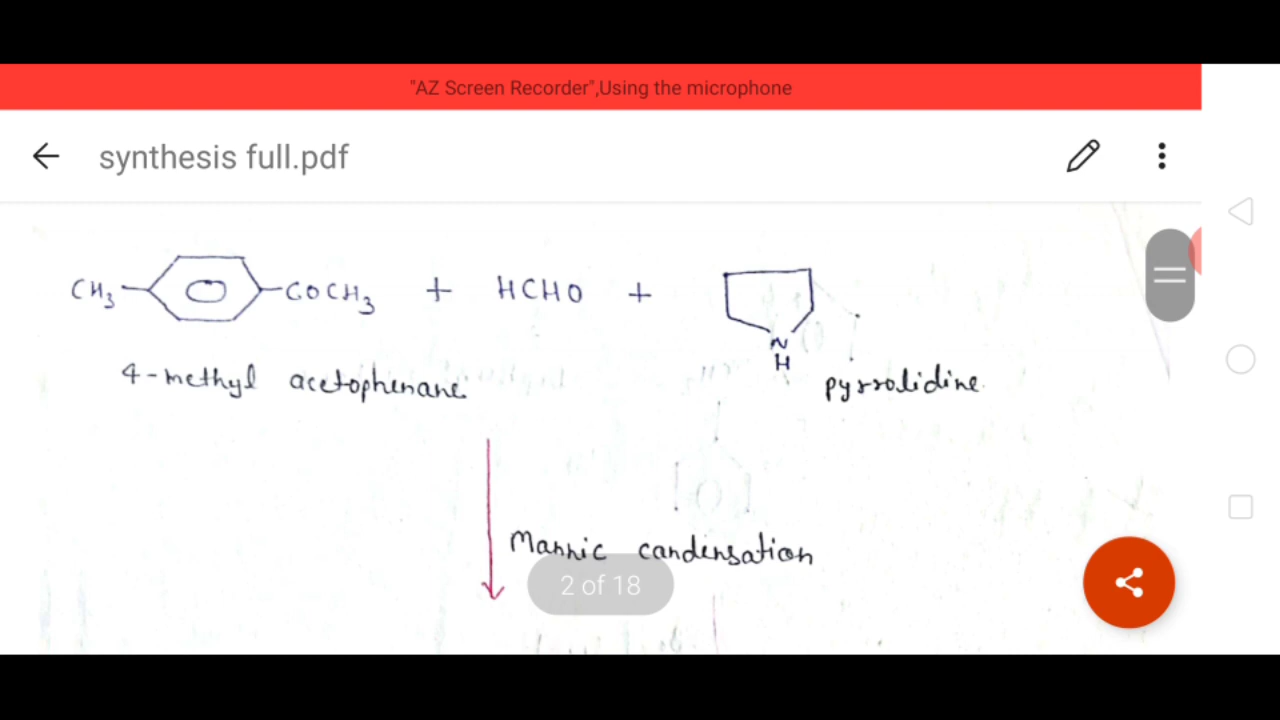 "AZ Screen Recorder",Using the microphone
synthesis full.pdf
CH3 COCH3 + HCHO +
N
H
4-methyl acetophenane
pyrrolidine
Mannic candensation
2 of 18